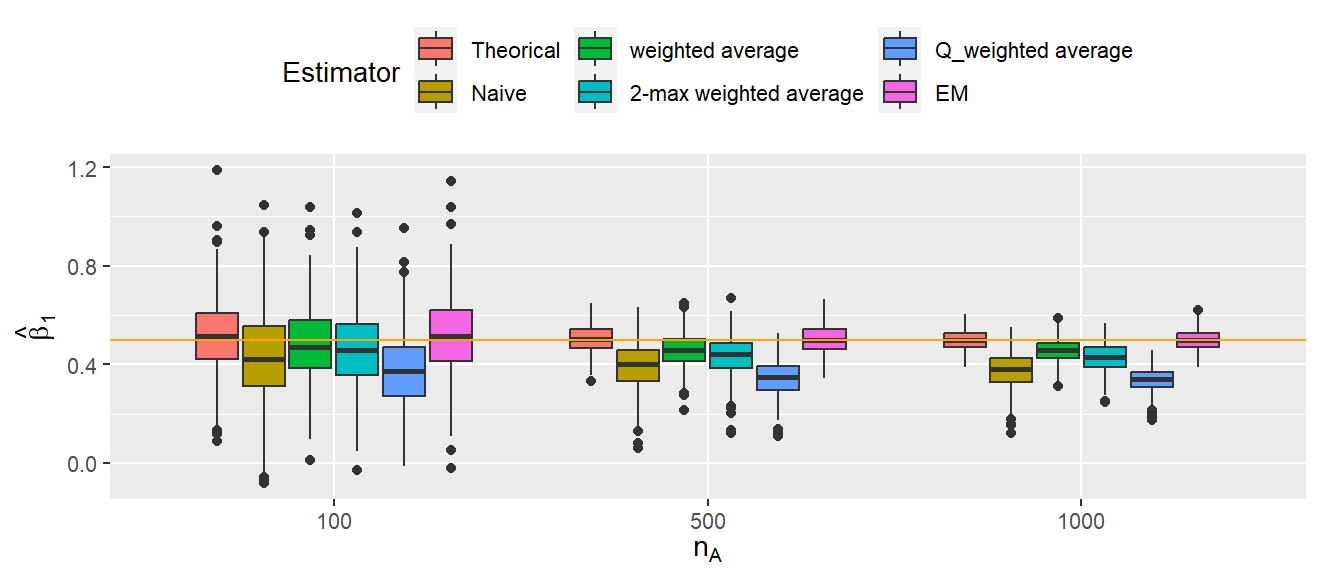 Estimator
Theorical
weighted average
Q_weighted average
Naive
2-max weighted average
EM
1.2
0.8
0.4
0.0
β̂₁
100
500
1000
n_A